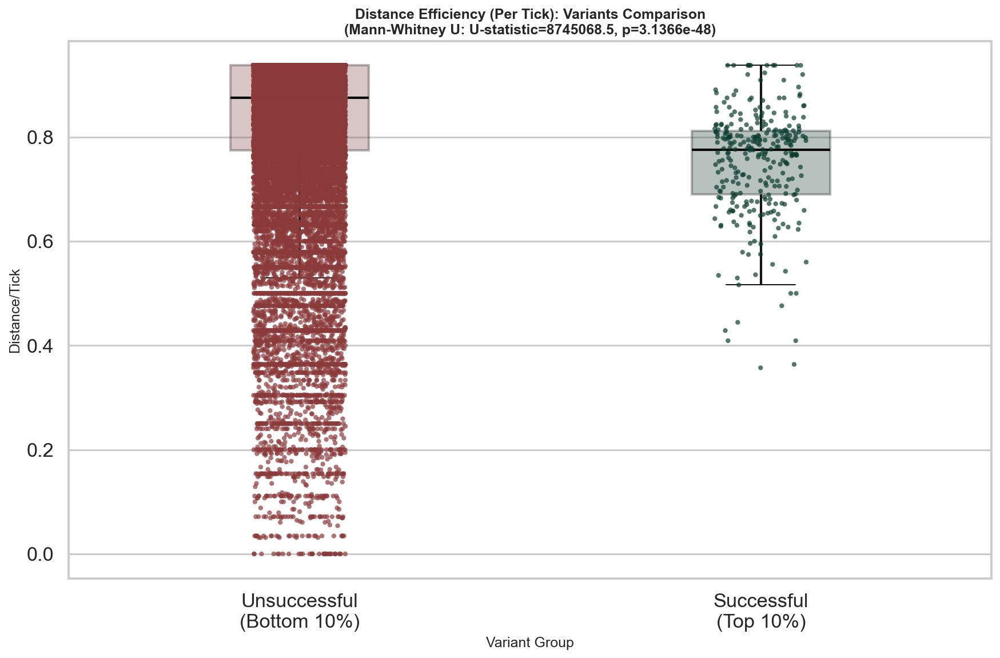 Distance Efficiency (Per Tick): Variants Comparison
(Mann-Whitney U: U-statistic=8745068.5, p=3.1366e-48)
Distance/Tick
0.8
0.6
0.4
0.2
0.0
Unsuccessful
(Bottom 10%)
Successful
(Top 10%)
Variant Group